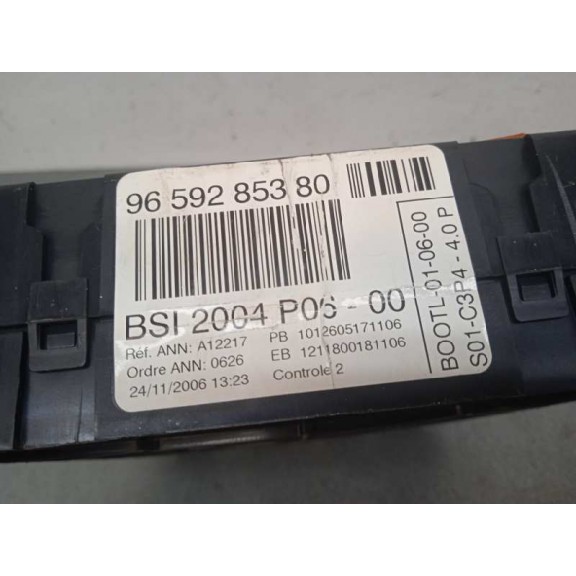 96 592 853 80
BSI 2004 P06 - 00
Réf. ANN: A12217 PB 1012605171106
Ordre ANN: 0626 EB 1211800181106
24/11/2006 13:23 Controle 2
BOOTL-01-06-00
S01-C3P4 - 4.0 P